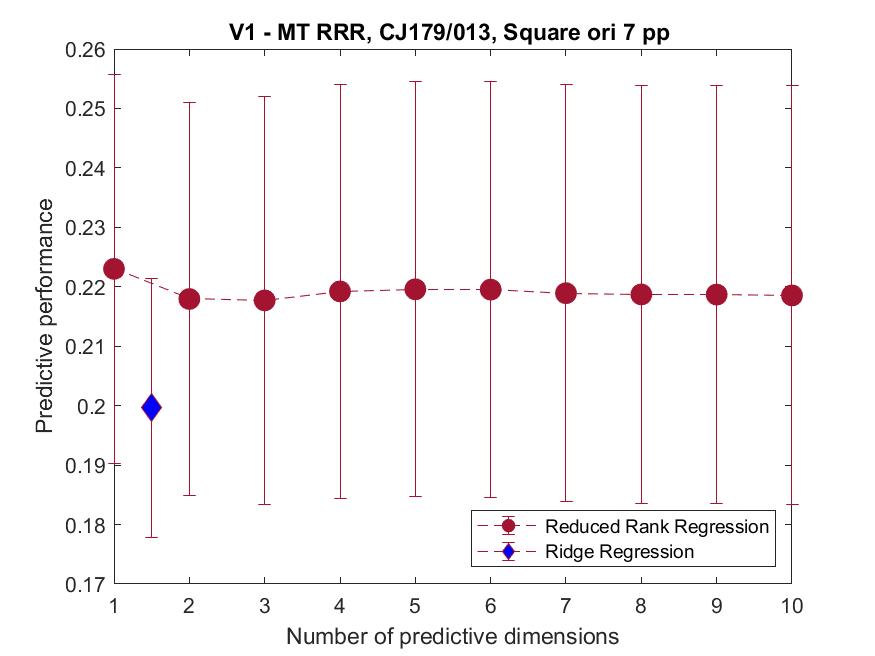 V1 - MT RRR, CJ179/013, Square ori 7 pp
0.26
0.25
0.24
0.23
0.22
0.21
0.2
0.19
0.18
0.17
Predictive performance
Reduced Rank Regression
Ridge Regression
1 2 3 4 5 6 7 8 9 10
Number of predictive dimensions